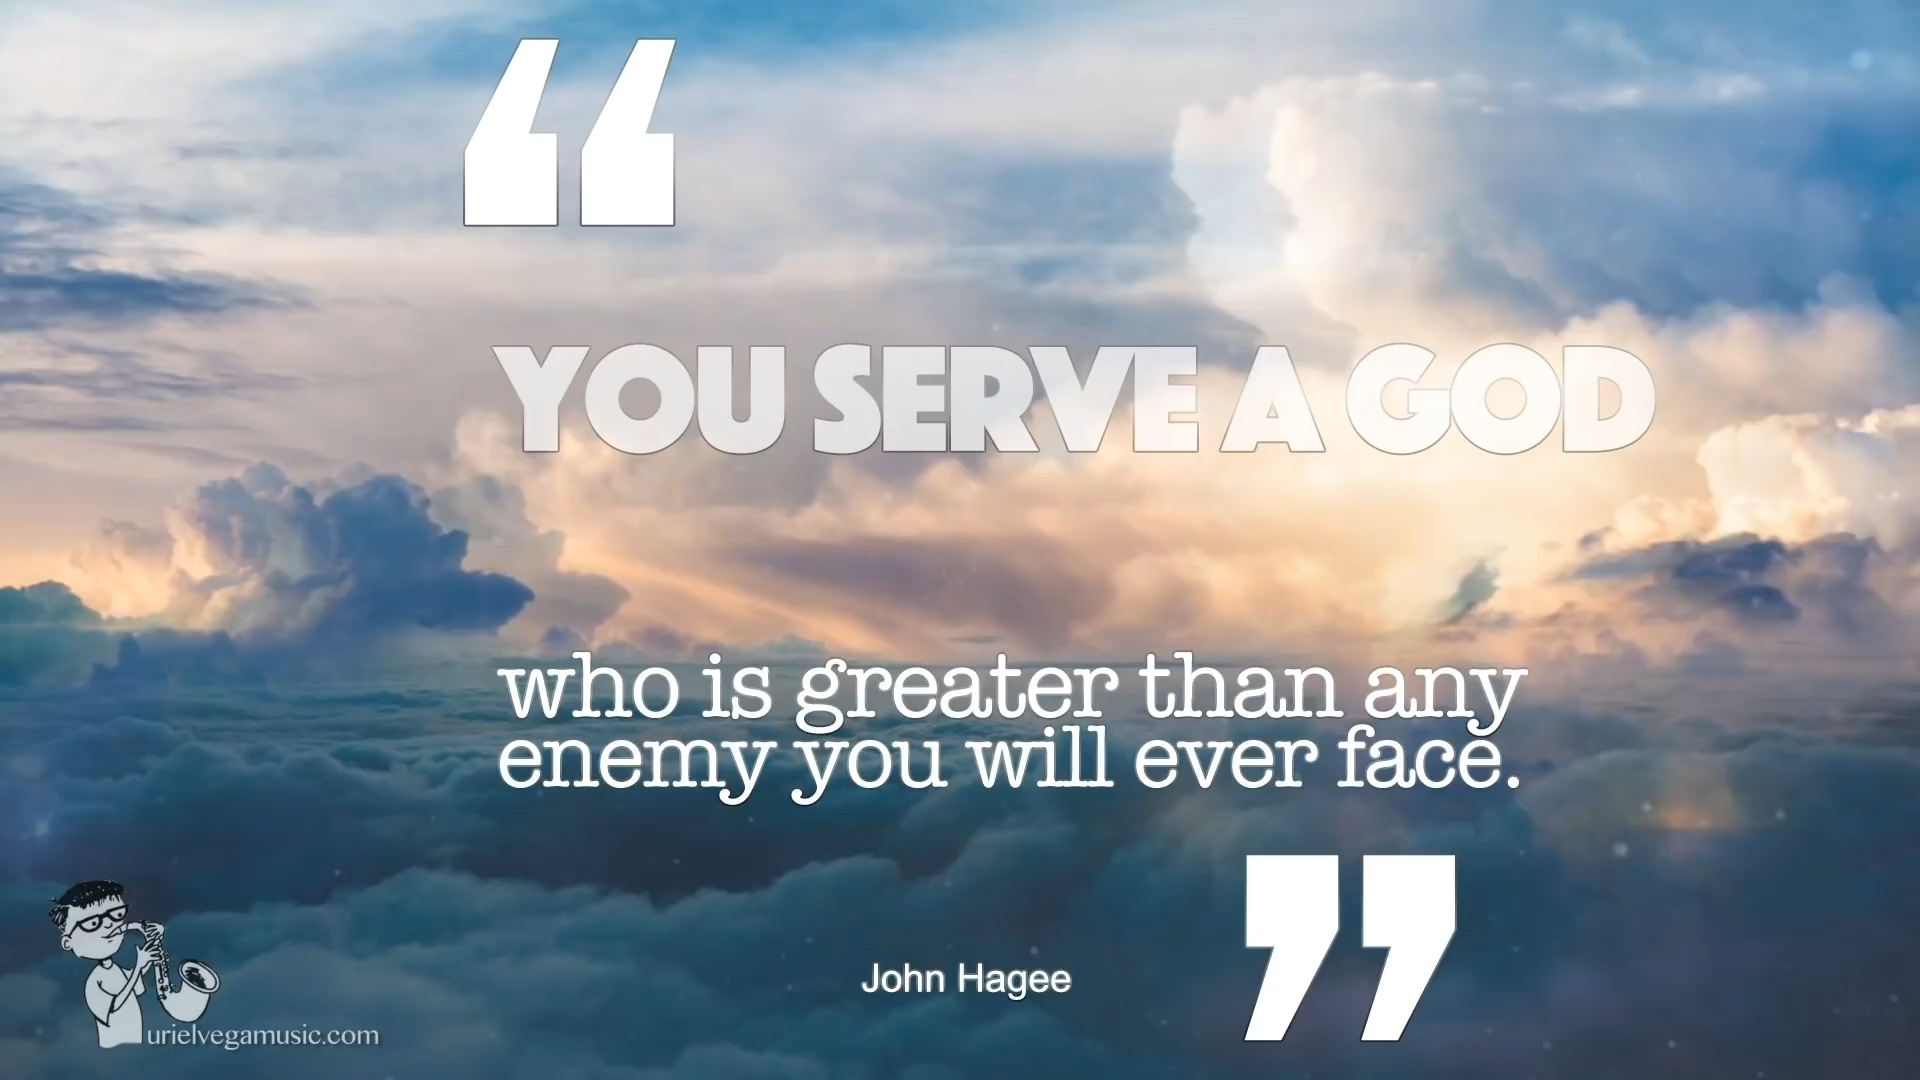 “
YOU SERVE A GOD
who is greater than any
enemy you will ever face.
”
John Hagee
urielvegamusic.com